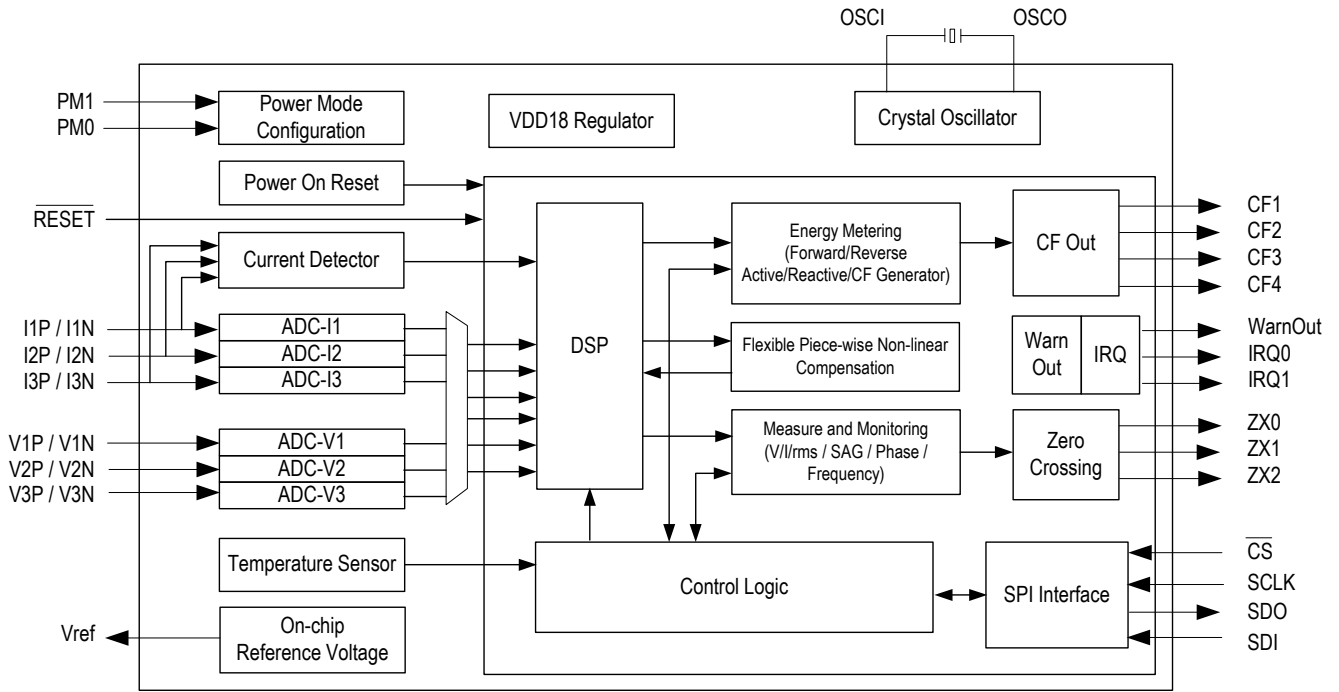 OSCI
OSCO
PM1
PM0
Power Mode
Configuration
VDD18 Regulator
Crystal Oscillator
Power On Reset
RESET
Current Detector
I1P / I1N
I2P / I2N
I3P / I3N
ADC-I1
ADC-I2
ADC-I3
V1P / V1N
V2P / V2N
V3P / V3N
ADC-V1
ADC-V2
ADC-V3
Temperature Sensor
Vref
On-chip
Reference Voltage
DSP
Energy Metering
(Forward/Reverse
Active/Reactive/CF Generator)
Flexible Piece-wise Non-linear
Compensation
Measure and Monitoring
(V/I/rms / SAG / Phase /
Frequency)
Control Logic
CF Out
Warn
Out
IRQ
Zero
Crossing
SPI Interface
CF1
CF2
CF3
CF4
WarnOut
IRQ0
IRQ1
ZX0
ZX1
ZX2
CS
SCLK
SDO
SDI